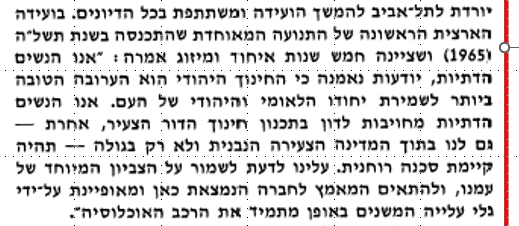 יורדת לתל־אביב להמשך הועידה ומשתתפת בכל הדיונים. בועידה
הארצית הראשונה של התנועה המאוחדת שהתכנסה בשנת תשל״ה
(1965) ושציינה חמש שנות איחוד ומיזוג אמרה: ״אנו הנשים
הדתיות, יודעות נאמנה כי החינוך היהודי הוא הערובה הטובה
ביותר לשמירת יחודו הלאומי והיהודי של העם. אנו הנשים
הדתיות מחויבות לדון בתכנון חינוך הדור הצעיר, אחרת —
גם לנו בתוך המדינה הצעירה הנבנית ולא רק בגולה — תהיה
קיימת סכנה רוחנית. עלינו לדעת לשמור על הצביון המיוחד של
עמנו, ולהתאים המאמץ לחברה הנמצאת כאן ומאופיינת על־ידי
גלי עלייה המשנים באופן מתמיד את הרכב האוכלוסיה״.